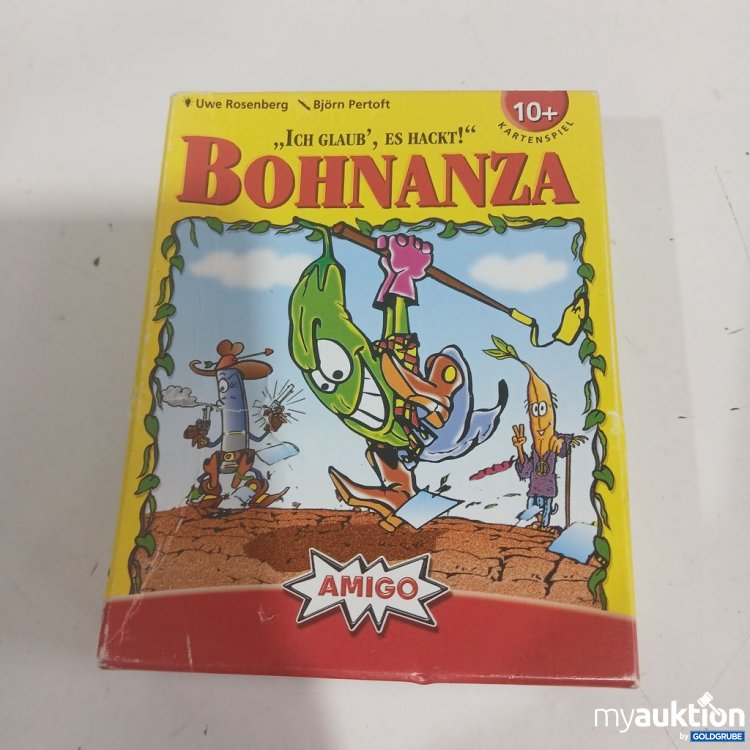 Uwe Rosenberg Björn Pertoft
10+
KARTENSPIEL
„ICH GLAUB’, ES HACKT!“
BOHNANZA
AMIGO
myauktion
by GOLDGRUBE